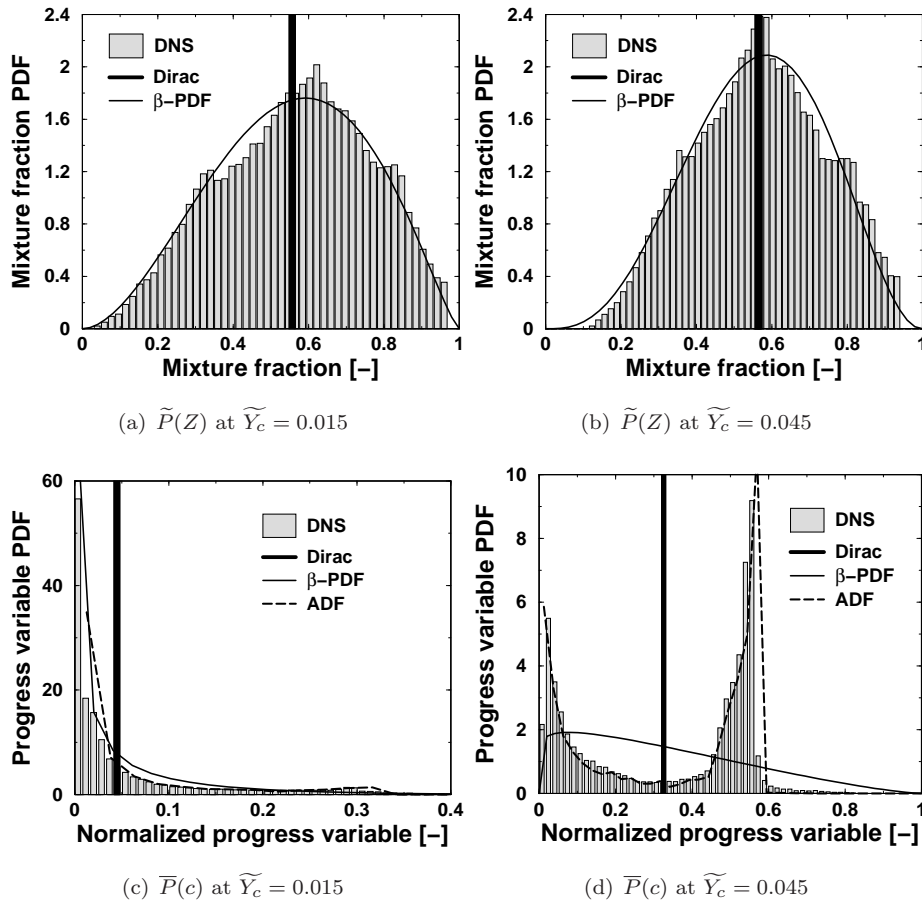 2.4
2
1.6
1.2
0.8
0.4
0
Mixture fraction PDF
DNS
Dirac
β−PDF
0 0.2 0.4 0.6 0.8 1
Mixture fraction [−]
(a) P̃(Z) at Ỹc = 0.015
2.4
2
1.6
1.2
0.8
0.4
0
Mixture fraction PDF
DNS
Dirac
β−PDF
0 0.2 0.4 0.6 0.8 1
Mixture fraction [−]
(b) P̃(Z) at Ỹc = 0.045
60
40
20
0
Progress variable PDF
DNS
Dirac
β−PDF
ADF
0 0.1 0.2 0.3 0.4
Normalized progress variable [−]
(c) P̅(c) at Ỹc = 0.015
10
8
6
4
2
0
Progress variable PDF
DNS
Dirac
β−PDF
ADF
0 0.2 0.4 0.6 0.8 1
Normalized progress variable [−]
(d) P̅(c) at Ỹc = 0.045